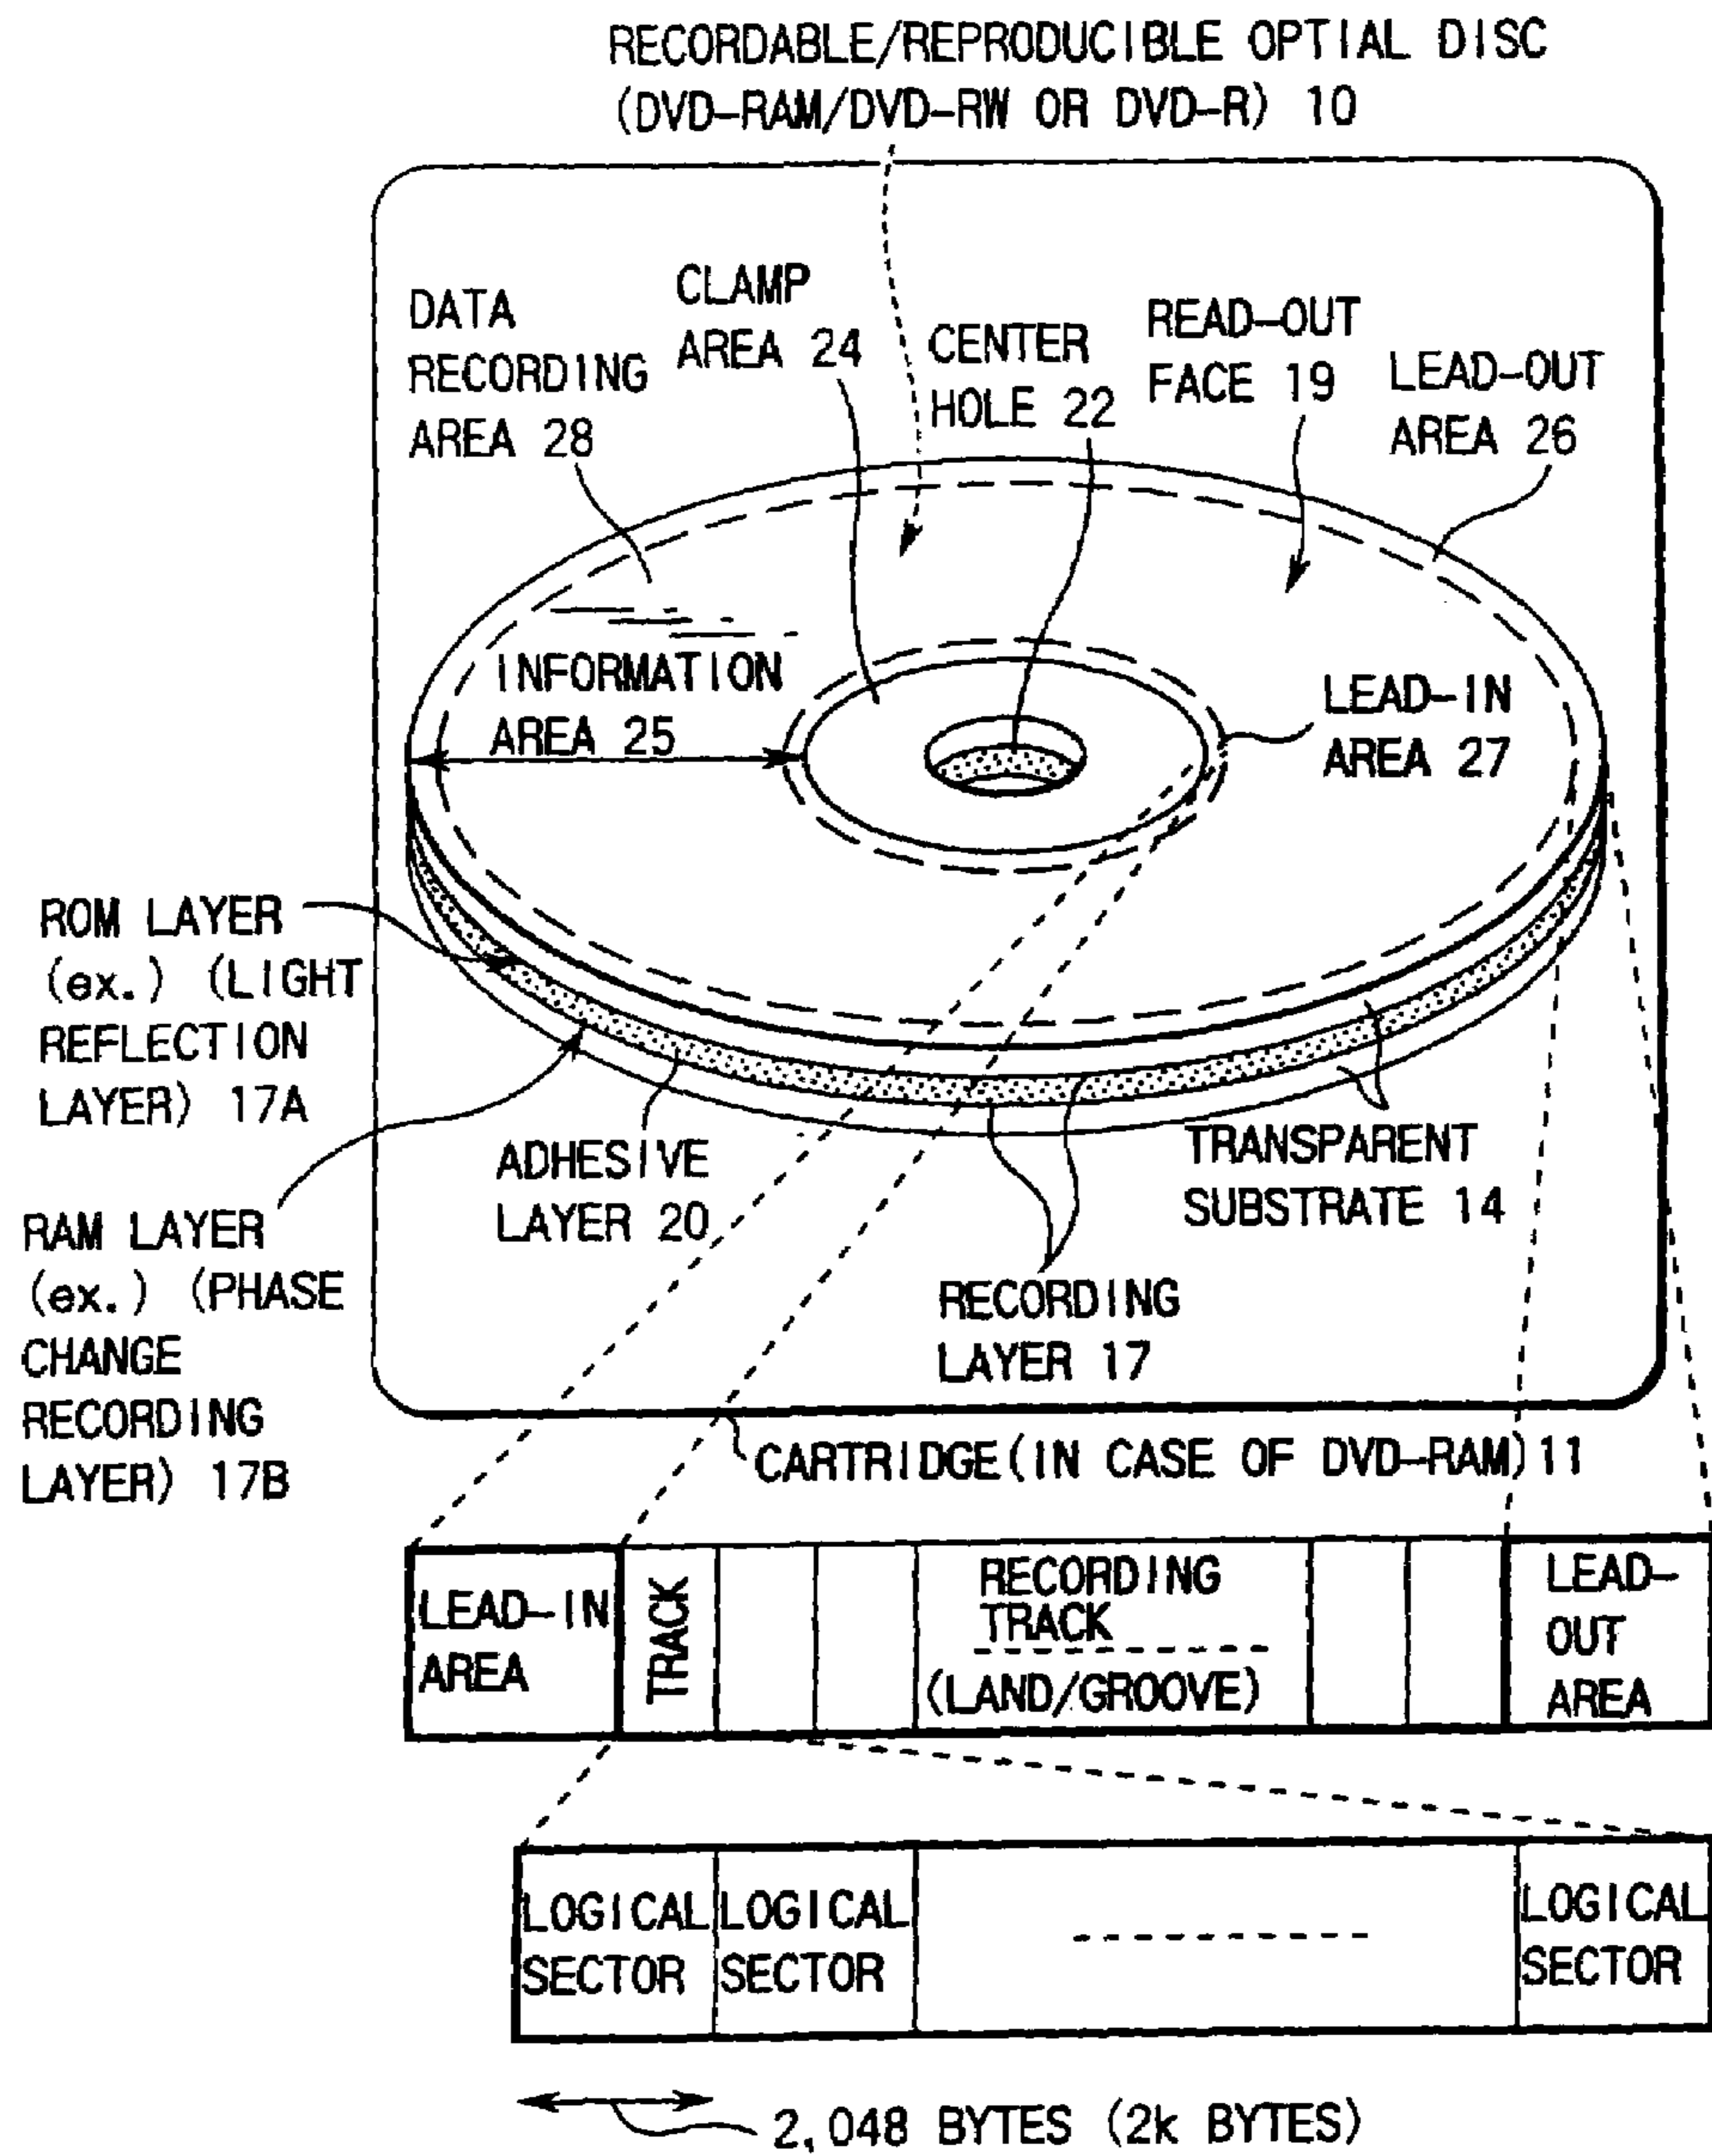 RECORDABLE/REPRODUCIBLE OPTIAL DISC
(DVD-RAM/DVD-RW OR DVD-R) 10
DATA
RECORDING
AREA 28
CLAMP
AREA 24
CENTER
HOLE 22
READ-OUT
FACE 19
LEAD-OUT
AREA 26
INFORMATION
AREA 25
LEAD-IN
AREA 27
ROM LAYER
(ex.) (LIGHT
REFLECTION
LAYER) 17A
RAM LAYER
(ex.) (PHASE
CHANGE
RECORDING
LAYER) 17B
ADHESIVE
LAYER 20
TRANSPARENT
SUBSTRATE 14
RECORDING
LAYER 17
CARTRIDGE(IN CASE OF DVD-RAM)11
LEAD-IN
AREA
TRACK
RECORDING
TRACK
(LAND/GROOVE)
LEAD-
OUT
AREA
LOGICAL
SECTOR
LOGICAL
SECTOR
LOGICAL
SECTOR
2,048 BYTES (2k BYTES)